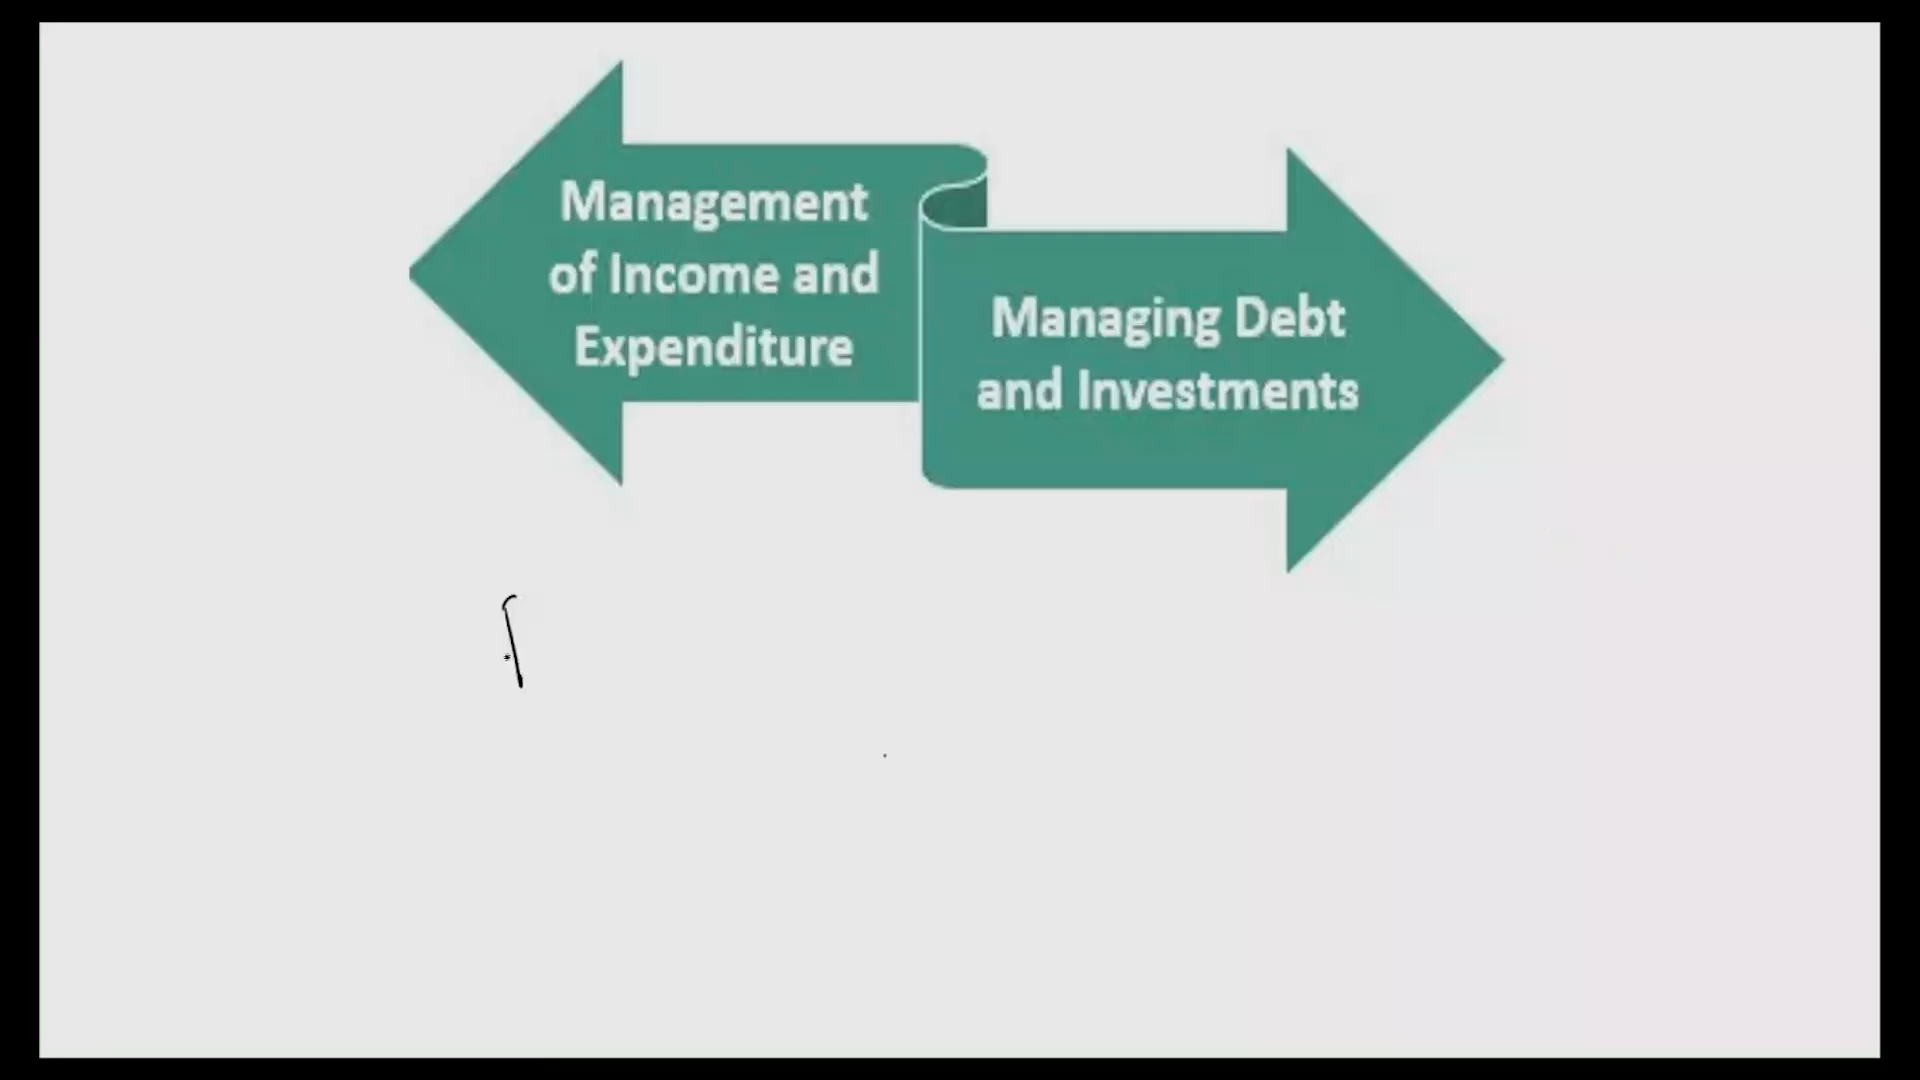 Management
of Income and
Expenditure
Managing Debt
and Investments